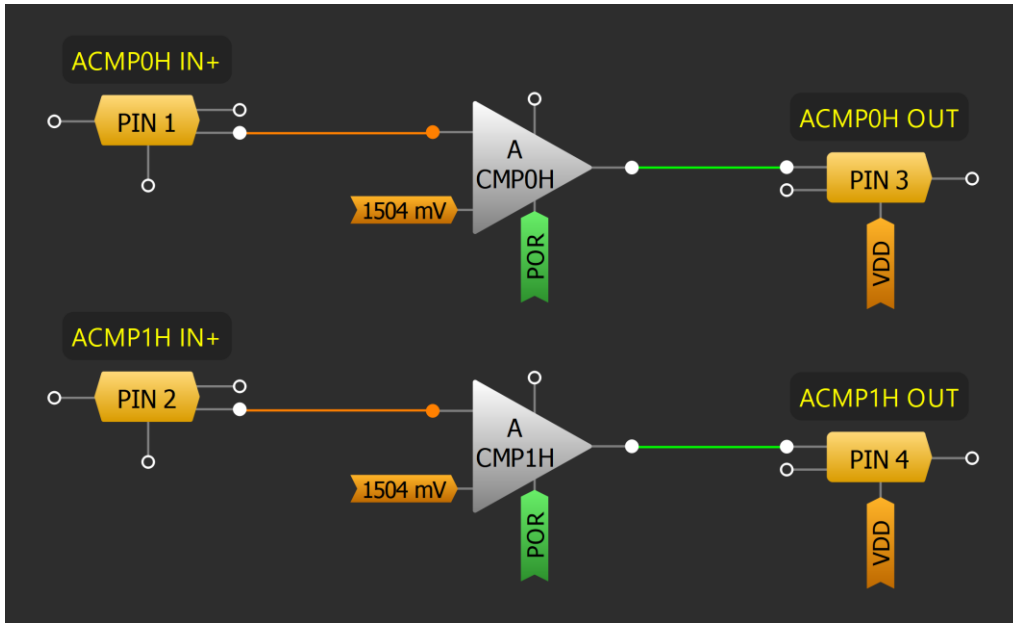 ACMP0H IN+
PIN 1
A
CMP0H
1504 mV
POR
ACMP0H OUT
PIN 3
VDD
ACMP1H IN+
PIN 2
A
CMP1H
1504 mV
POR
ACMP1H OUT
PIN 4
VDD